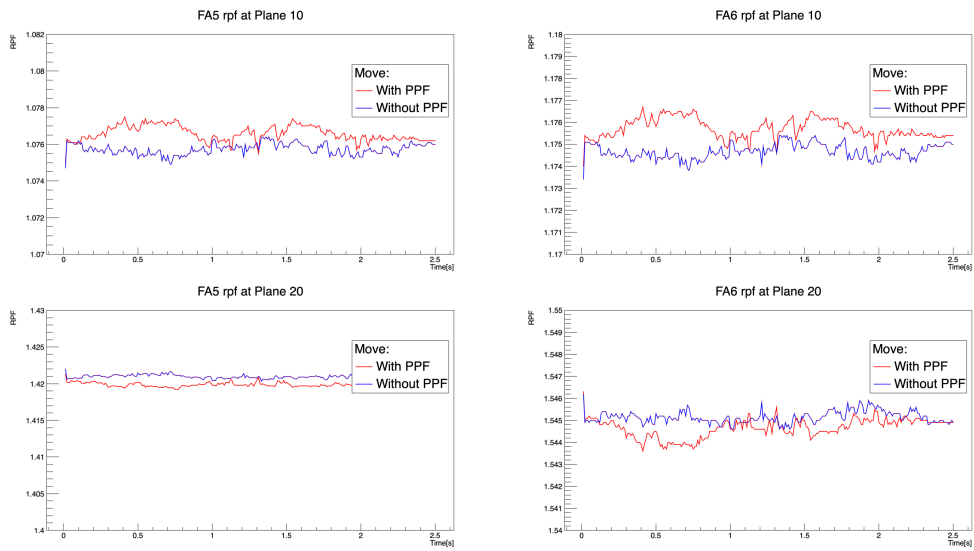 FA5 rpf at Plane 10
RPF
1.082
1.08
1.078
1.076
1.074
1.072
1.07
0
0.5
1
1.5
2
2.5
Time[s]
Move:
With PPF
Without PPF
FA6 rpf at Plane 10
RPF
1.18
1.179
1.178
1.177
1.176
1.175
1.174
1.173
1.172
1.171
1.17
0
0.5
1
1.5
2
2.5
Time[s]
Move:
With PPF
Without PPF
FA5 rpf at Plane 20
RPF
1.43
1.425
1.42
1.415
1.41
1.405
1.4
0
0.5
1
1.5
2
2.5
Time[s]
Move:
With PPF
Without PPF
FA6 rpf at Plane 20
RPF
1.55
1.549
1.548
1.547
1.546
1.545
1.544
1.543
1.542
1.541
1.54
0
0.5
1
1.5
2
2.5
Time[s]
Move:
With PPF
Without PPF